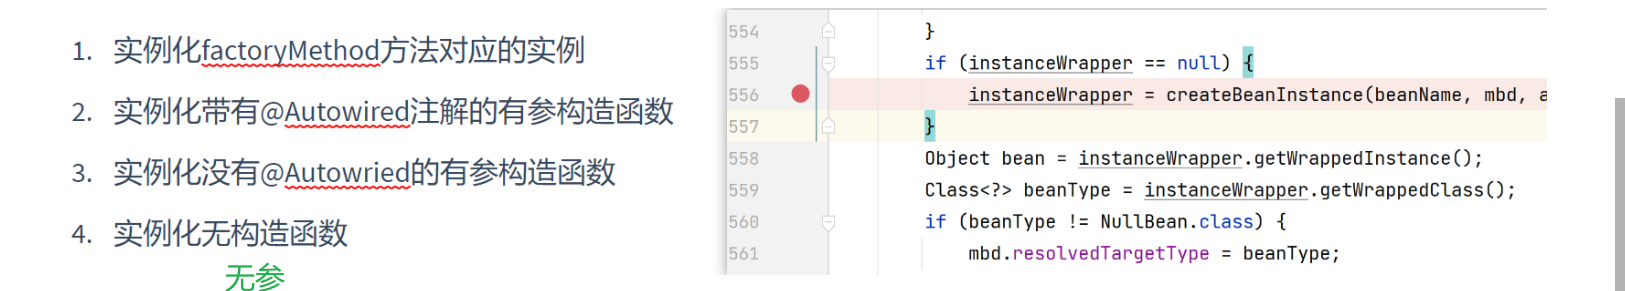 1. 实例化factoryMethod方法对应的实例
2. 实例化带有@Autowired注解的有参构造函数
3. 实例化没有@Autowried的有参构造函数
4. 实例化无构造函数
无参
554 }
555 if (instanceWrapper == null) {
556 instanceWrapper = createBeanInstance(beanName, mbd, a
557 }
558 Object bean = instanceWrapper.getWrappedInstance();
559 Class<?> beanType = instanceWrapper.getWrappedClass();
560 if (beanType != NullBean.class) {
561 mbd.resolvedTargetType = beanType;